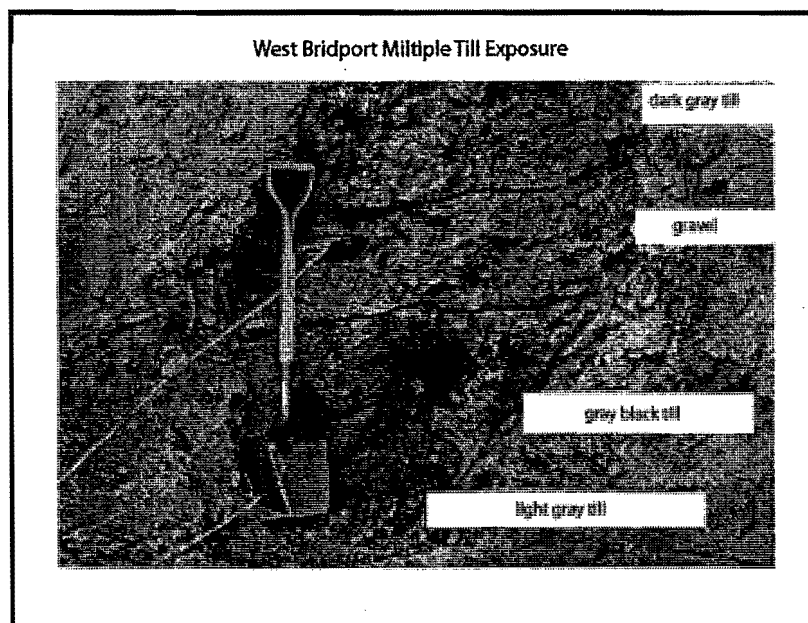 West Bridport Miltiple Till Exposure
dark gray till
gravel
gray black till
light gray till